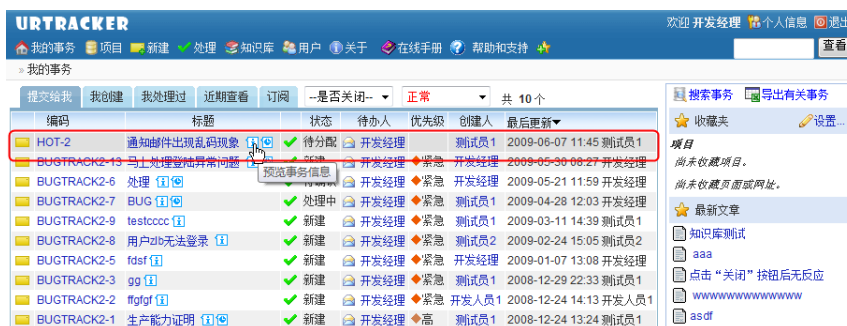 URTRACKER 欢迎 开发经理 个人信息 退出
我的事务 项目 新建 处理 知识库 用户 关于 在线手册 帮助和支持 查看
» 我的事务
提交给我 我创建 我处理过 近期查看 订阅 --是否关闭-- 正常 共 10 个
编码 标题 状态 待办人 优先级 创建人 最后更新▼
HOT-2 通知邮件出现乱码现象 待分配 开发经理 测试员1 2009-06-07 11:45 测试员1
BUGTRACK2-13 马上处理登陆异常问题 新建 开发经理 紧急 开发经理 2009-05-30 08:27 开发经理
预览事务信息
BUGTRACK2-6 处理 开发经理 紧急 开发经理 2009-05-21 11:59 开发经理
BUGTRACK2-7 BUG 处理中 开发经理 紧急 测试员1 2009-04-28 12:03 开发经理
BUGTRACK2-9 testcccc 新建 开发经理 紧急 测试员1 2009-03-11 14:39 测试员1
BUGTRACK2-8 用户zlb无法登录 新建 开发经理 紧急 测试员2 2009-02-24 15:05 测试员2
BUGTRACK2-5 fdsf 新建 开发经理 紧急 开发经理 2009-01-07 13:08 开发经理
BUGTRACK2-3 gg 新建 开发经理 紧急 测试员1 2008-12-29 22:33 测试员1
BUGTRACK2-2 ffgfgf 新建 开发经理 紧急 开发人员1 2008-12-24 14:13 开发人员1
BUGTRACK2-1 生产能力证明 新建 开发经理 高 测试员1 2008-12-24 13:24 测试员1
搜索事务 导出有关事务
收藏夹 设置...
项目
尚未收藏项目。
尚未收藏页面或网址。
最新文章
知识库测试
aaa
点击“关闭”按钮后无反应
wwwwwwwwwwwww
asdf